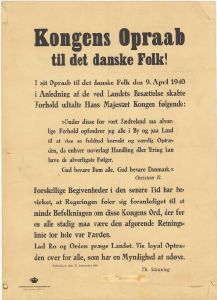 Kongens Opraab
til det danske Folk!
I sit Opraab til det danske Folk den 9. April 1940
i Anledning af de ved Landets Besættelse skabte
Forhold udtalte Hans Majestæt Kongen følgende:
»Under disse for vort Fædreland saa alvor-
lige Forhold opfordrer jeg alle i By og paa Land
til at vise en fuldtud korrekt og værdig Optræ-
den, da enhver uoverlagt Handling eller Ytring kan
have de alvorligste Følger.
Gud bevare Dem alle. Gud bevare Danmark.«
Christian R.
Forskellige Begivenheder i den senere Tid har be-
virket, at Regeringen føler sig foranlediget til at
minde Befolkningen om disse Kongens Ord, der for
os alle stadig maa være den afgørende Retnings-
linie for hele vor Færden.
Lad Ro og Orden præge Landet. Vis loyal Optræ-
den over for alle, som har en Myndighed at udøve.
Th. Stauning